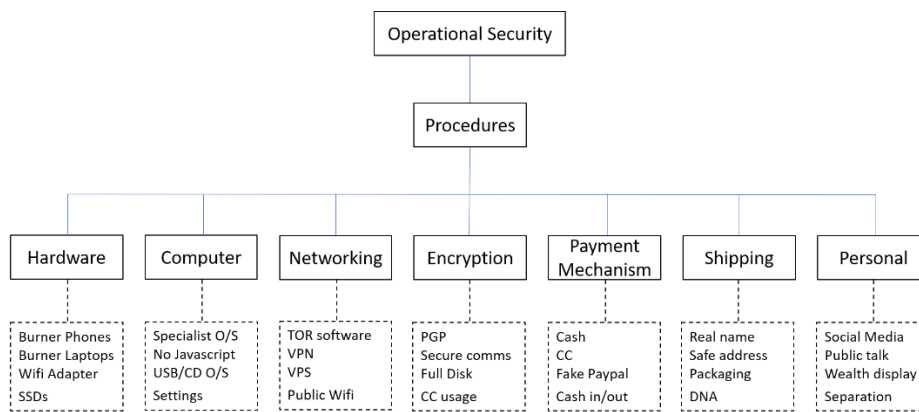 Operational Security
Procedures
Hardware
Computer
Networking
Encryption
Payment
Mechanism
Shipping
Personal
Burner Phones
Burner Laptops
Wifi Adapter
SSDs
Specialist O/S
No Javascript
USB/CD O/S
Settings
TOR software
VPN
VPS
Public Wifi
PGP
Secure comms
Full Disk
CC usage
Cash
CC
Fake Paypal
Cash in/out
Real name
Safe address
Packaging
DNA
Social Media
Public talk
Wealth display
Separation